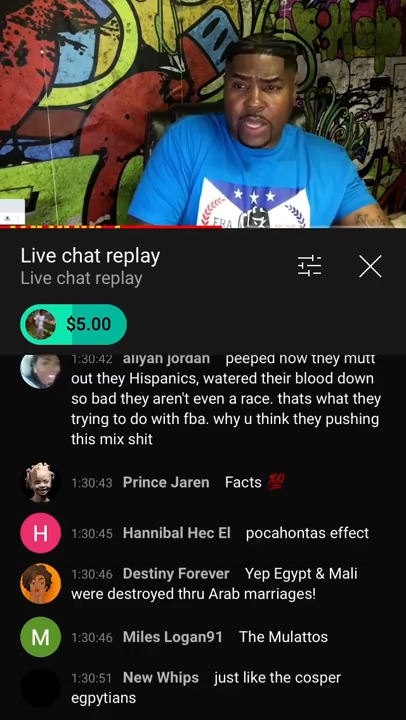 FBA
Live chat replay
Live chat replay
$5.00
1:30:42 aliyah jordan peeped how they mutt
out they Hispanics, watered their blood down
so bad they aren't even a race. thats what they
trying to do with fba. why u think they pushing
this mix shit
1:30:43 Prince Jaren Facts 💯
H
1:30:45 Hannibal Hec El pocahontas effect
1:30:46 Destiny Forever Yep Egypt & Mali
were destroyed thru Arab marriages!
M
1:30:46 Miles Logan91 The Mulattos
1:30:51 New Whips just like the cosper
egpytians